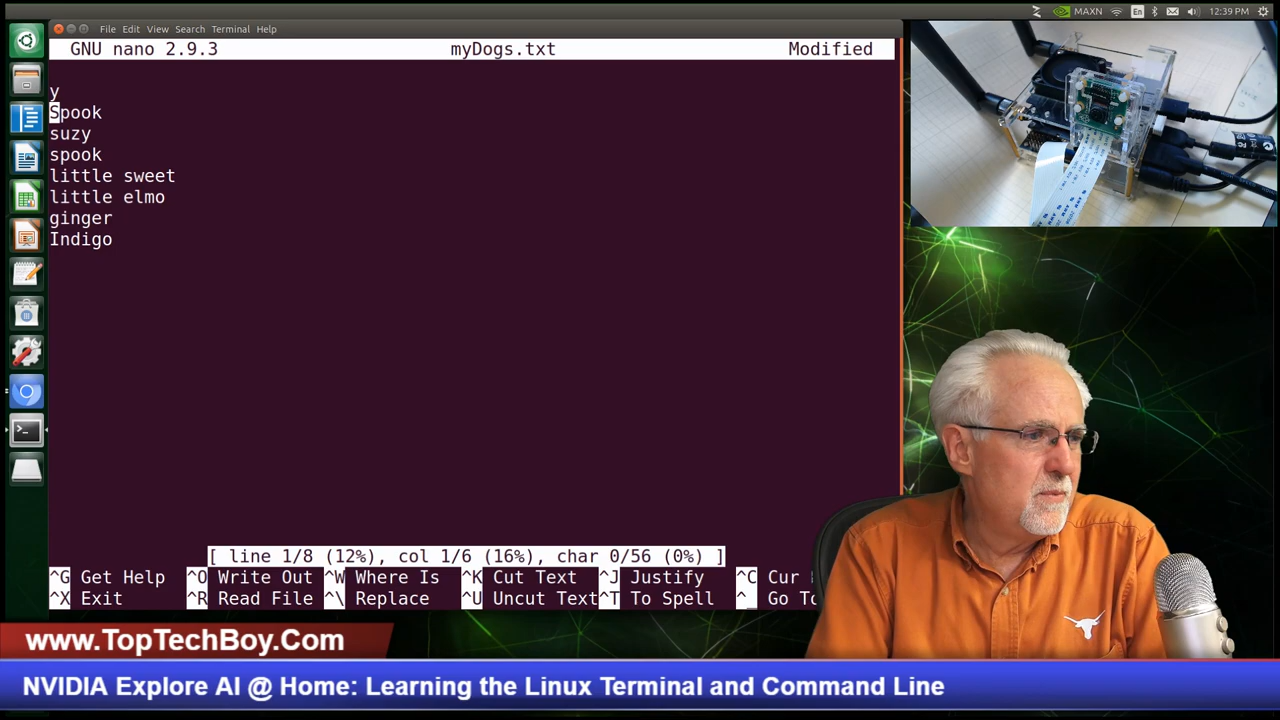 File Edit View Search Terminal Help
MAXN En 12:39 PM
GNU nano 2.9.3 myDogs.txt Modified
y
Spook
suzy
spook
little sweet
little elmo
ginger
Indigo
[ line 1/8 (12%), col 1/6 (16%), char 0/56 (0%) ]
^G Get Help ^O Write Out ^W Where Is ^K Cut Text ^J Justify ^C Cur
^X Exit ^R Read File ^\ Replace ^U Uncut Text ^T To Spell ^_ Go To
www.TopTechBoy.Com
NVIDIA Explore AI @ Home: Learning the Linux Terminal and Command Line